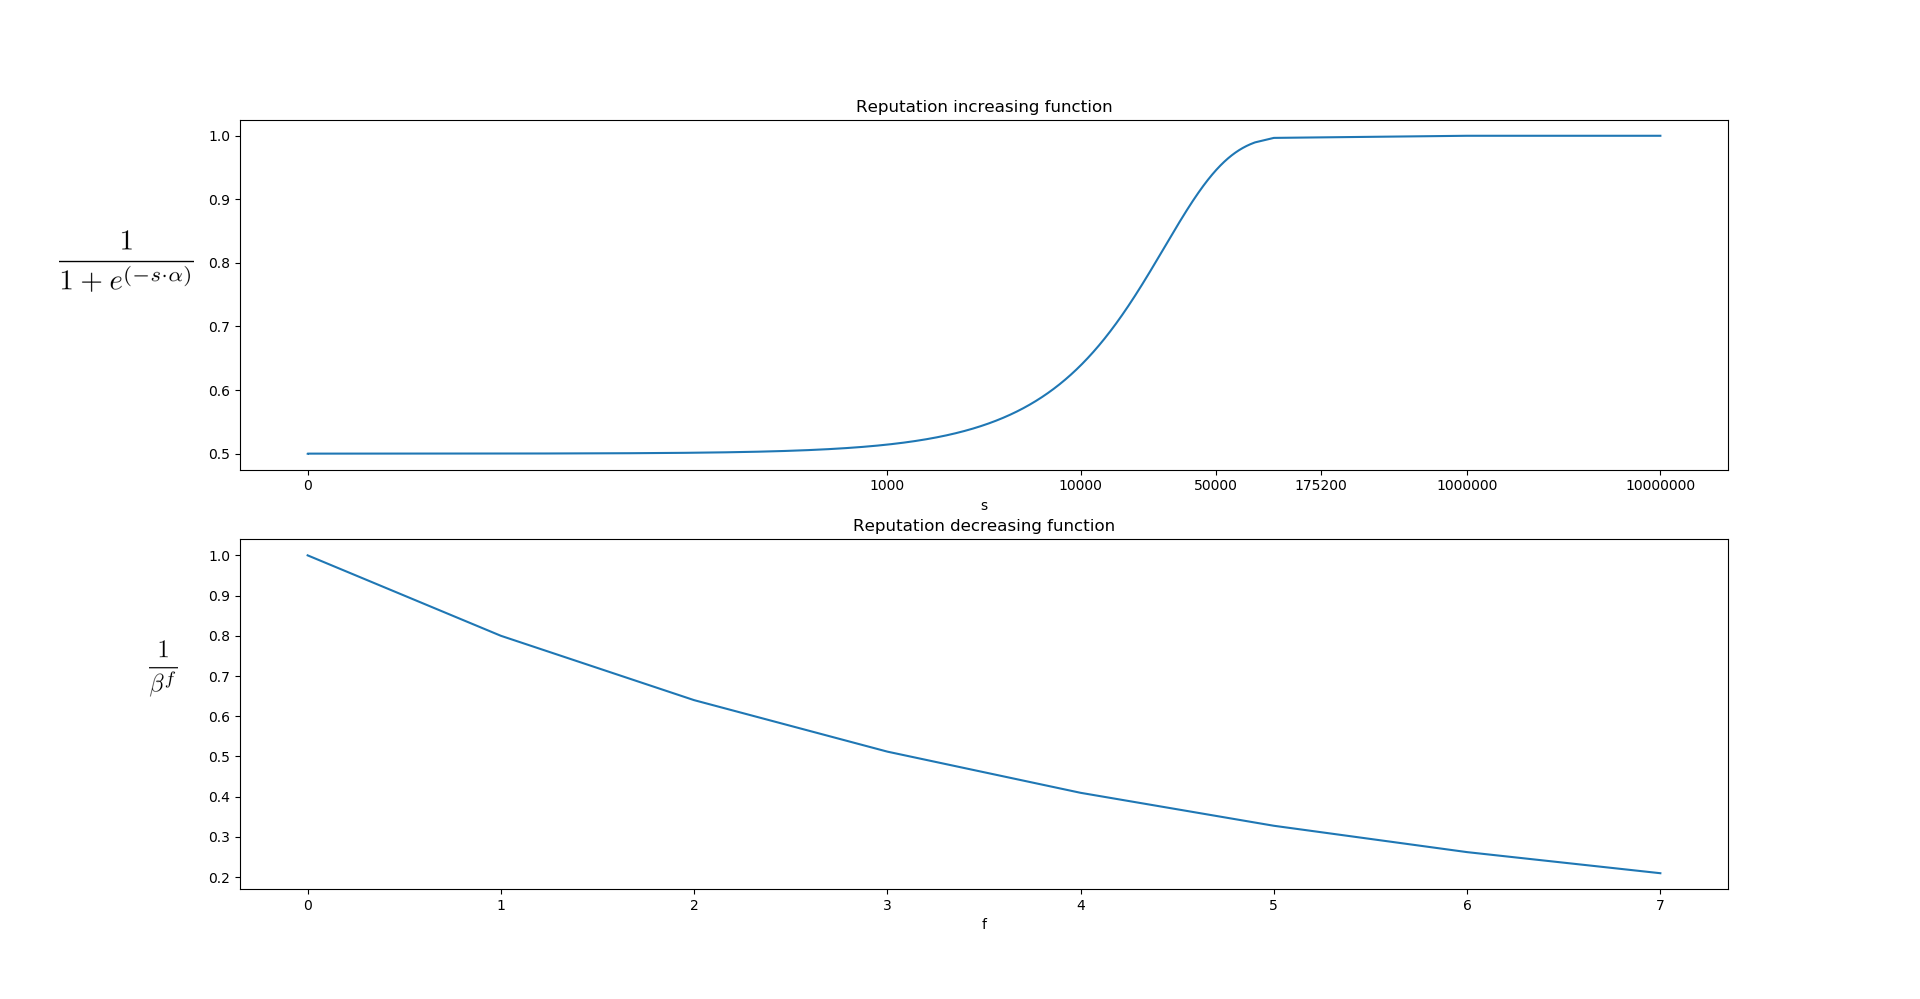 Reputation increasing function
1.0
0.9
0.8
0.7
0.6
0.5
1
1 + e^(−s·α)
0 1000 10000 50000 175200 1000000 10000000
s
Reputation decreasing function
1.0
0.9
0.8
0.7
0.6
0.5
0.4
0.3
0.2
1
β^f
0 1 2 3 4 5 6 7
f